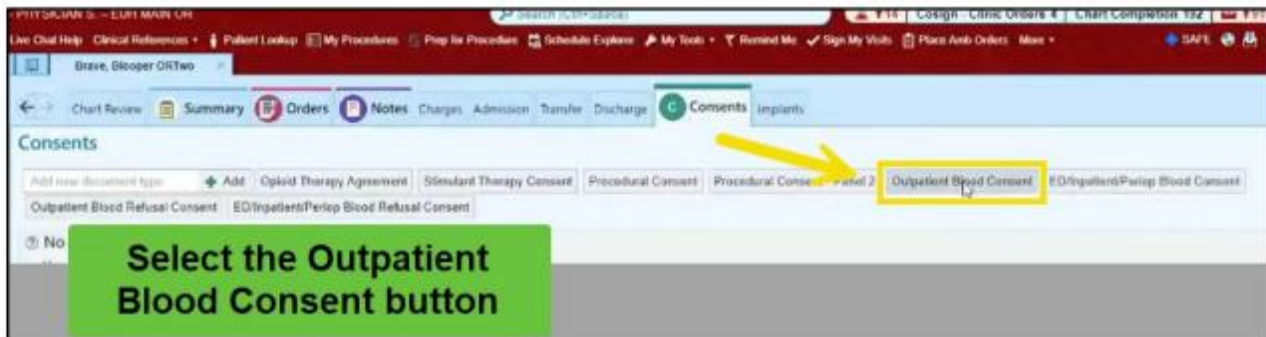 PHYSICIAN S. – EUH MAIN OR
Search (Ctrl+Space)
114 Cosign - Clinic Orders 4 Chart Completion 192
Live Chat Help Clinical References Patient Lookup My Procedures Prep for Procedure Schedule Explorer My Tools Remind Me Sign My Visits Place Amb Orders More SAFE
Brave, Blooper ORTwo
Chart Review Summary Orders Notes Charges Admission Transfer Discharge C Consents Implants
Consents
Add new document type Add Opioid Therapy Agreement Stimulant Therapy Consent Procedural Consent Procedural Consent Panel 2 Outpatient Blood Consent ED/Inpatient/Periop Blood Consent
Outpatient Blood Refusal Consent ED/Inpatient/Periop Blood Refusal Consent
No
Select the Outpatient
Blood Consent button